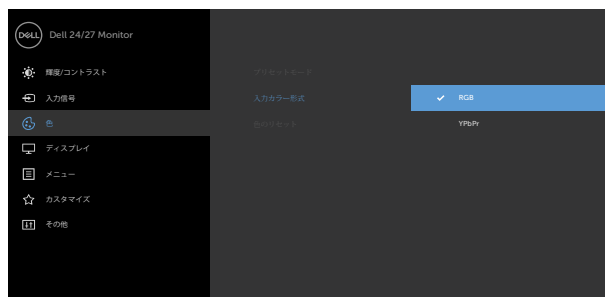 DELL
Dell 24/27 Monitor
輝度/コントラスト
プリセットモード
入力信号
入力カラー形式
RGB
色
色のリセット
YPbPr
ディスプレイ
メニュー
カスタマイズ
その他